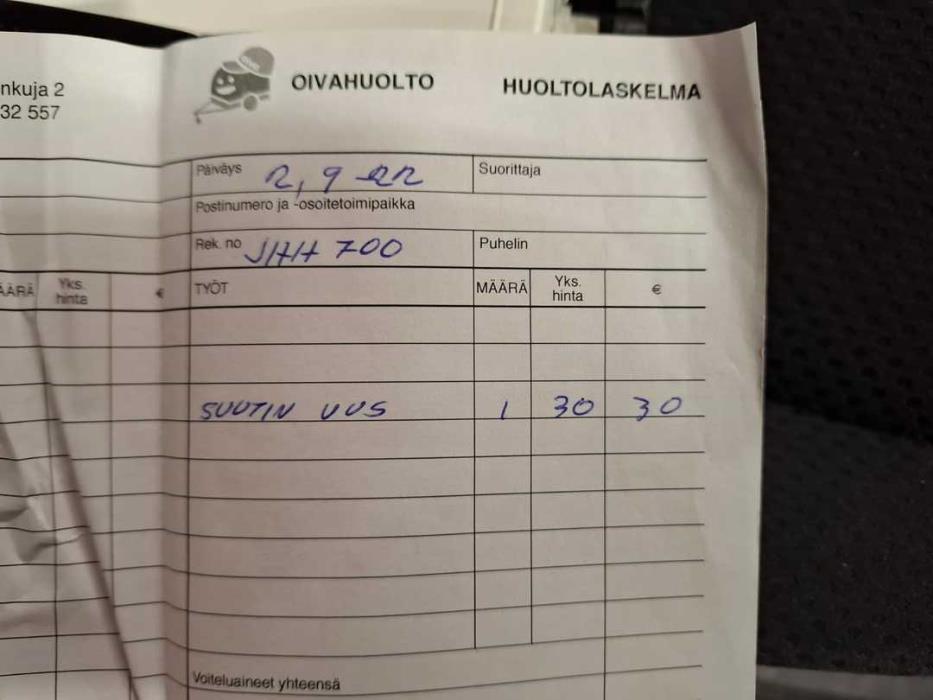 nkuja 2
32 557
OIVAHUOLTO HUOLTOLASKELMA
Päiväys 2,9 22 Suorittaja
Postinumero ja -osoitetoimipaikka
Rek. no JHH 700 Puhelin
ÄÄRÄ Yks. hinta € TYÖT MÄÄRÄ Yks. hinta €
SUUTIN UUS 1 30 30
Voiteluaineet yhteensä